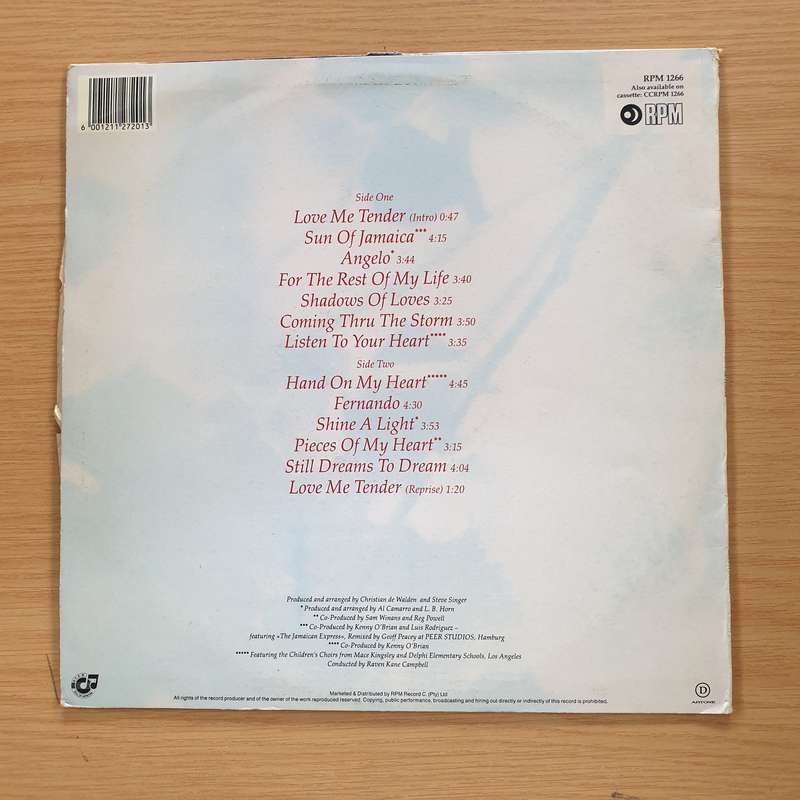 6 001211 272013
RPM 1266
Also available on
cassette: CCRPM 1266
RPM
Side One
Love Me Tender (Intro) 0:47
Sun Of Jamaica*** 4:15
Angelo* 3:44
For The Rest Of My Life 3:40
Shadows Of Loves 3:25
Coming Thru The Storm 3:50
Listen To Your Heart**** 3:35
Side Two
Hand On My Heart***** 4:45
Fernando 4:30
Shine A Light* 3:53
Pieces Of My Heart** 3:15
Still Dreams To Dream 4:04
Love Me Tender (Reprise) 1:20
Produced and arranged by Christian de Walden and Steve Singer
* Produced and arranged by Al Camarro and L. B. Horn
** Co-Produced by Sam Winans and Reg Powell
*** Co-Produced by Kenny O'Brian and Luis Rodriguez –
featuring »The Jamaican Express«, Remixed by Geoff Peacey at PEER STUDIOS, Hamburg
**** Co-Produced by Kenny O'Brian
***** Featuring the Children's Choirs from Mace Kingsley and Delphi Elementary Schools, Los Angeles
Conducted by Raven Kane Campbell
Marketed & Distributed by RPM Record C. (Pty) Ltd
All rights of the record producer and of the owner of the work reproduced reserved. Copying, public performance, broadcasting and hiring out directly or indirectly of this record is prohibited.
D
ARTONE